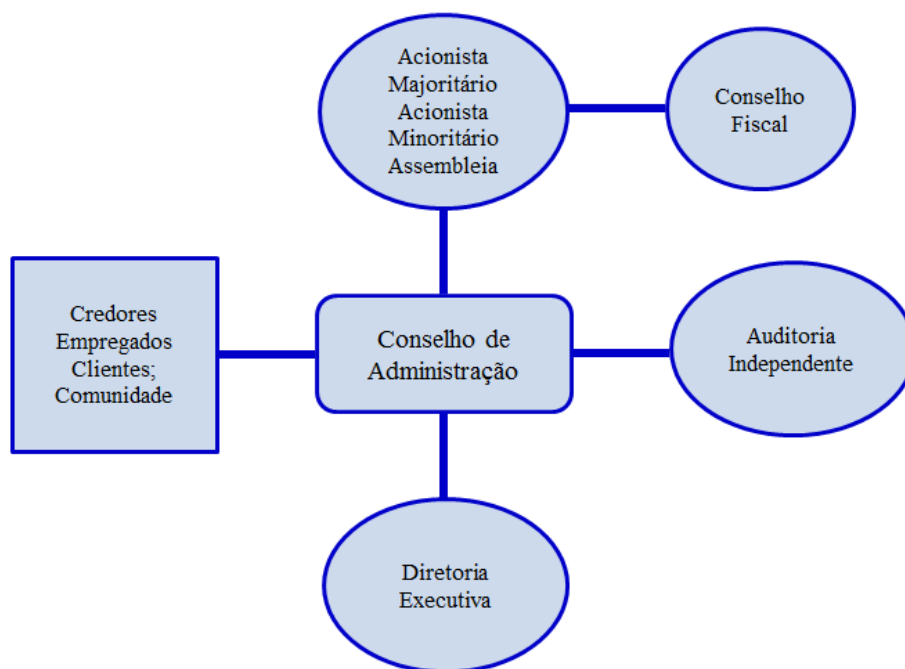 Acionista
Majoritário
Acionista
Minoritário
Assembleia
Conselho
Fiscal
Credores
Empregados
Clientes;
Comunidade
Conselho de
Administração
Auditoria
Independente
Diretoria
Executiva